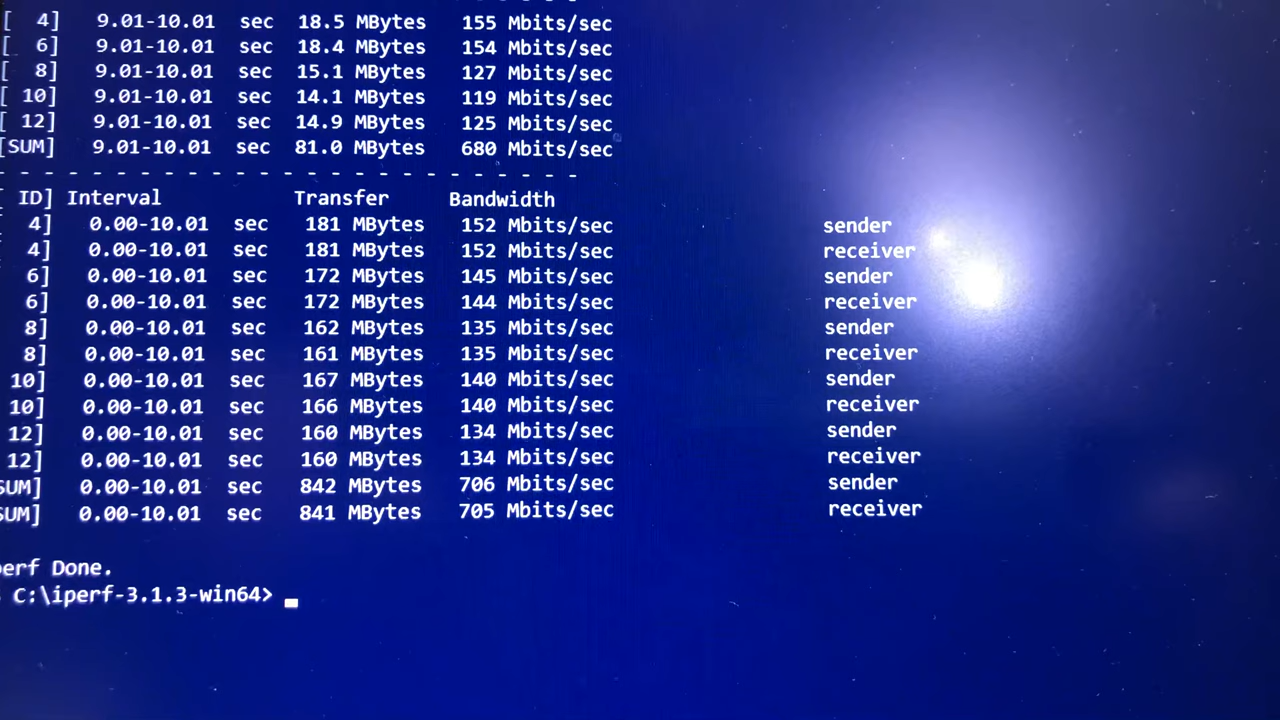 [ 4] 9.01-10.01 sec 18.5 MBytes 155 Mbits/sec
[ 6] 9.01-10.01 sec 18.4 MBytes 154 Mbits/sec
[ 8] 9.01-10.01 sec 15.1 MBytes 127 Mbits/sec
[ 10] 9.01-10.01 sec 14.1 MBytes 119 Mbits/sec
[ 12] 9.01-10.01 sec 14.9 MBytes 125 Mbits/sec
[SUM] 9.01-10.01 sec 81.0 MBytes 680 Mbits/sec
- - - - - - - - - - - - - - - - - - - - - - - - -
[ ID] Interval Transfer Bandwidth
4] 0.00-10.01 sec 181 MBytes 152 Mbits/sec sender
4] 0.00-10.01 sec 181 MBytes 152 Mbits/sec receiver
6] 0.00-10.01 sec 172 MBytes 145 Mbits/sec sender
6] 0.00-10.01 sec 172 MBytes 144 Mbits/sec receiver
8] 0.00-10.01 sec 162 MBytes 135 Mbits/sec sender
8] 0.00-10.01 sec 161 MBytes 135 Mbits/sec receiver
10] 0.00-10.01 sec 167 MBytes 140 Mbits/sec sender
10] 0.00-10.01 sec 166 MBytes 140 Mbits/sec receiver
12] 0.00-10.01 sec 160 MBytes 134 Mbits/sec sender
12] 0.00-10.01 sec 160 MBytes 134 Mbits/sec receiver
SUM] 0.00-10.01 sec 842 MBytes 706 Mbits/sec sender
SUM] 0.00-10.01 sec 841 MBytes 705 Mbits/sec receiver
perf Done.
C:\iperf-3.1.3-win64>